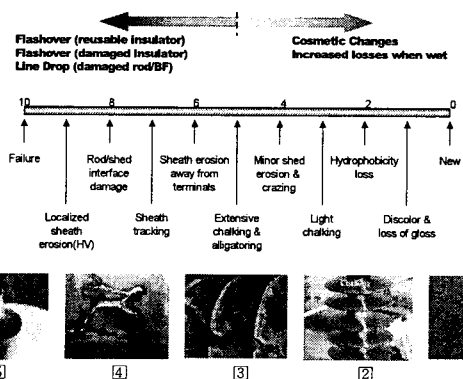 Flashover (reusable insulator)
Flashover (damaged insulator)
Line Drop (damaged rod/BF)
Cosmetic Changes
Increased losses when wet
10 8 6 4 2 0
Failure
Rod/shed
interface
damage
Sheath erosion
away from
terminals
Minor shed
erosion &
crazing
Hydrophobicity
loss
New
Localized
sheath
erosion(HV)
Sheath
tracking
Extensive
chalking &
alligatoring
Light
chalking
Discolor &
loss of gloss
4 3 2